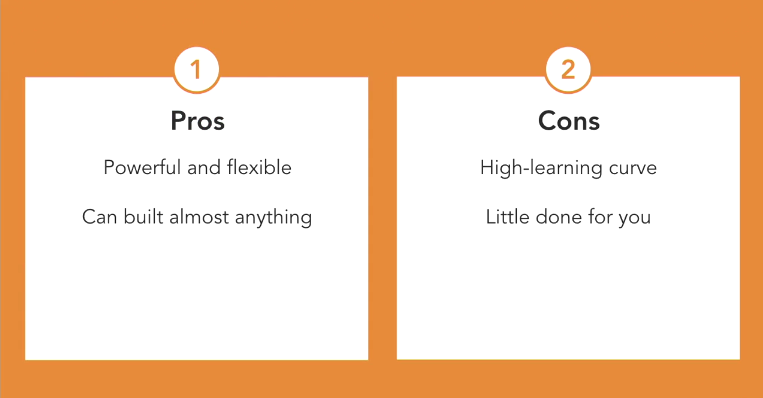 1
Pros
Powerful and flexible
Can built almost anything
2
Cons
High-learning curve
Little done for you